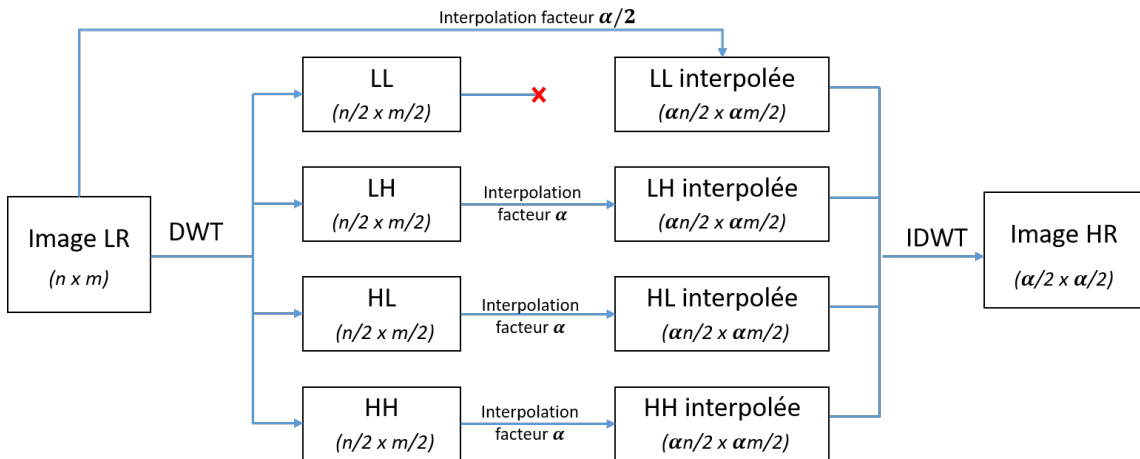 Interpolation facteur α/2
LL
(n/2 x m/2)
LL interpolée
(αn/2 x αm/2)
LH
(n/2 x m/2)
Interpolation
facteur α
LH interpolée
(αn/2 x αm/2)
Image LR
(n x m)
DWT
IDWT
Image HR
(α/2 x α/2)
HL
(n/2 x m/2)
Interpolation
facteur α
HL interpolée
(αn/2 x αm/2)
HH
(n/2 x m/2)
Interpolation
facteur α
HH interpolée
(αn/2 x αm/2)